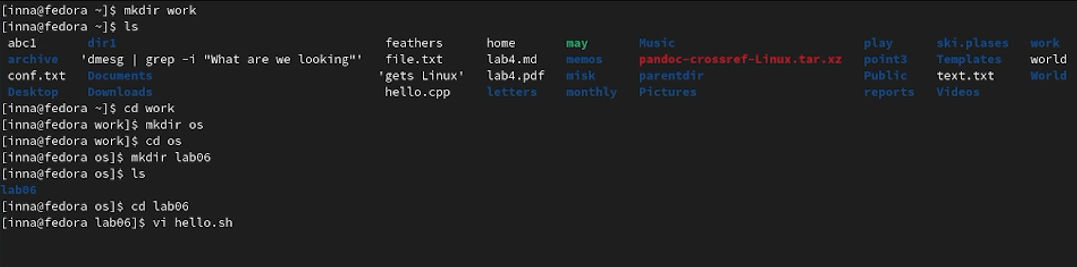 [inna@fedora ~]$ mkdir work
[inna@fedora ~]$ ls
abc1 dir1 feathers home may Music play ski.plases work
archive 'dmesg | grep -i "What are we looking"' file.txt lab4.md memos pandoc-crossref-Linux.tar.xz point3 Templates world
conf.txt Documents 'gets Linux' lab4.pdf misk parentdir Public text.txt World
Desktop Downloads hello.cpp letters monthly Pictures reports Videos
[inna@fedora ~]$ cd work
[inna@fedora work]$ mkdir os
[inna@fedora work]$ cd os
[inna@fedora os]$ mkdir lab06
[inna@fedora os]$ ls
lab06
[inna@fedora os]$ cd lab06
[inna@fedora lab06]$ vi hello.sh